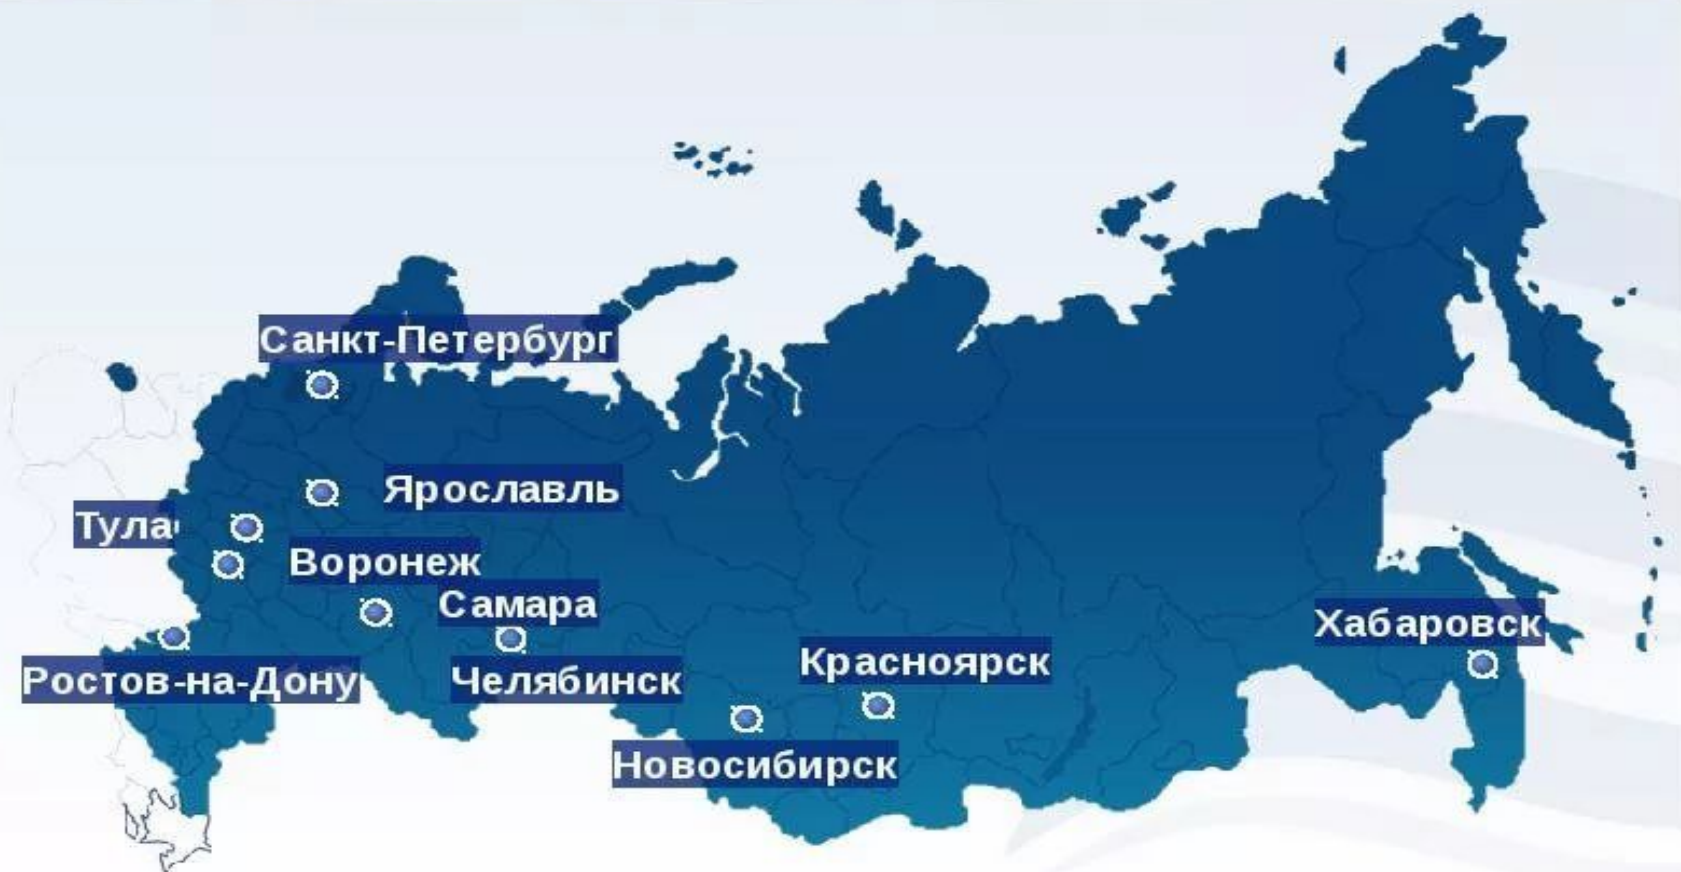 Санкт-Петербург
Ярославль
Тула
Воронеж
Самара
Хабаровск
Красноярск
Ростов-на-Дону
Челябинск
Новосибирск